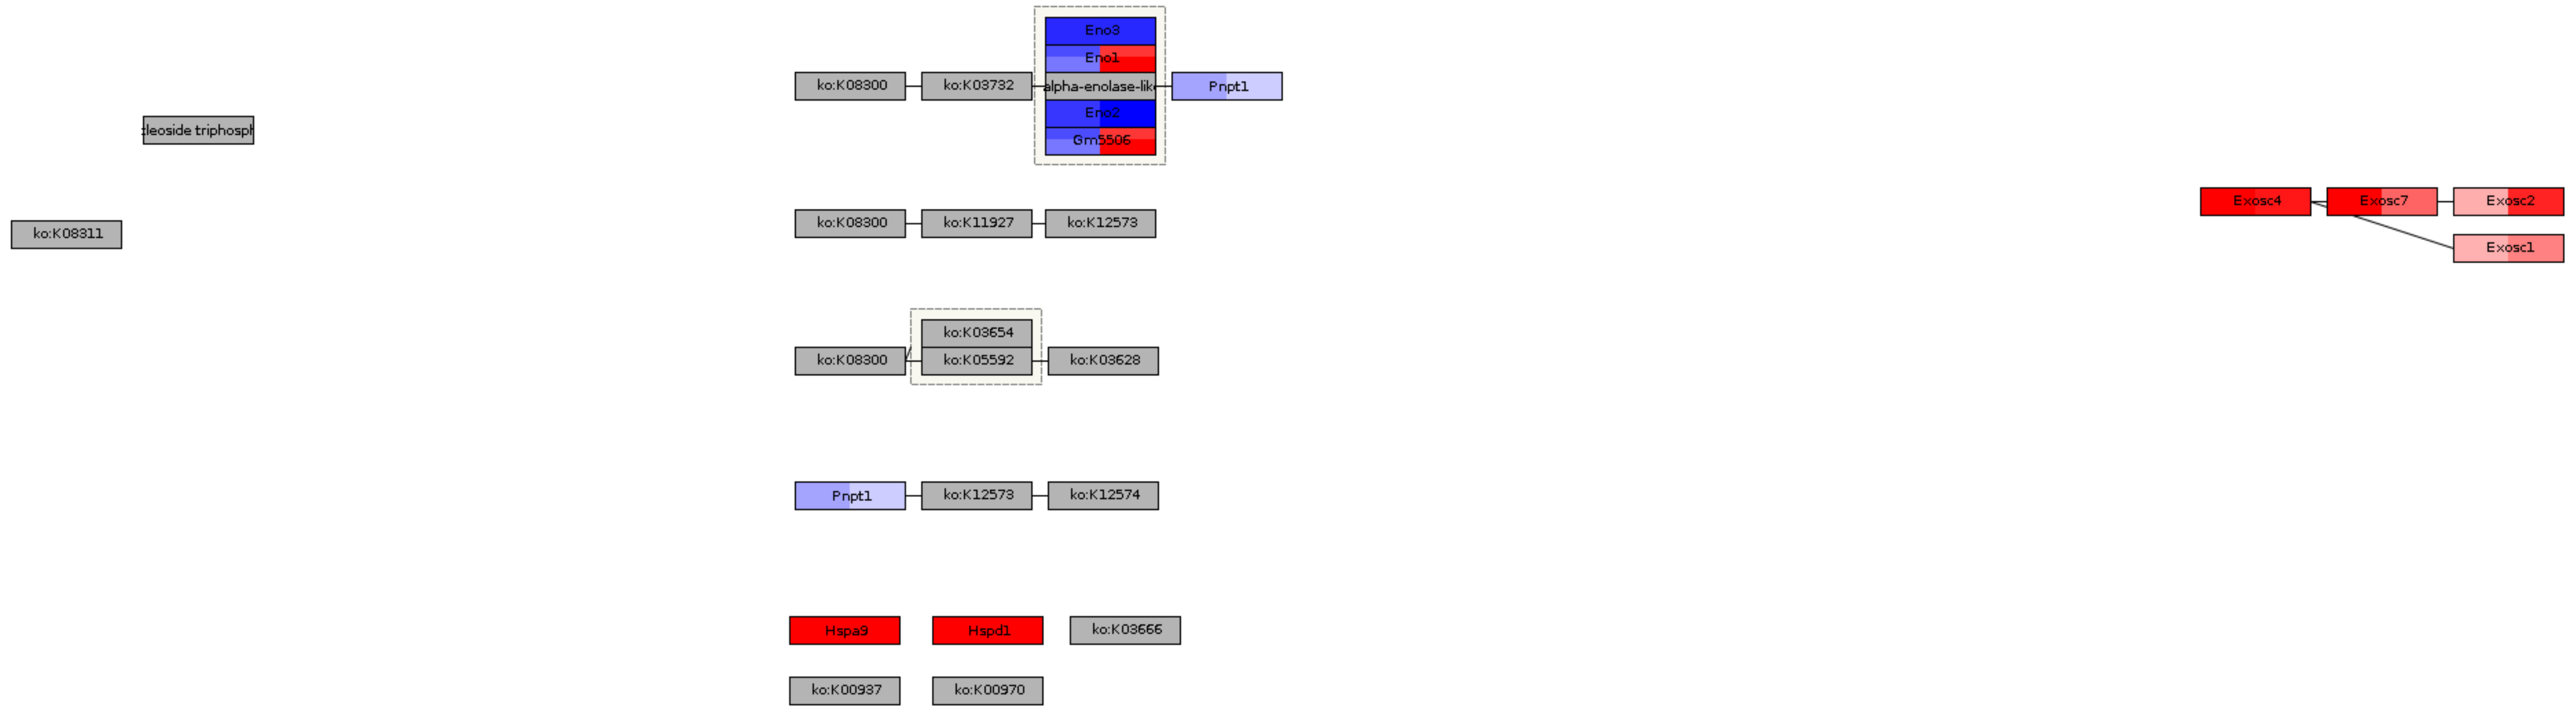 Eno3
Eno1
ko:K08300 ko:K03732 alpha-enolase-lik Pnpt1
Eno2
leoside triphosph
Gm5506
Exosc4 Exosc7 Exosc2
ko:K08300 ko:K11927 ko:K12573
ko:K08311
Exosc1
ko:K03654
ko:K08300 ko:K05592 ko:K03628
Pnpt1 ko:K12573 ko:K12574
Hspa9 Hspd1 ko:K03666
ko:K00937 ko:K00970